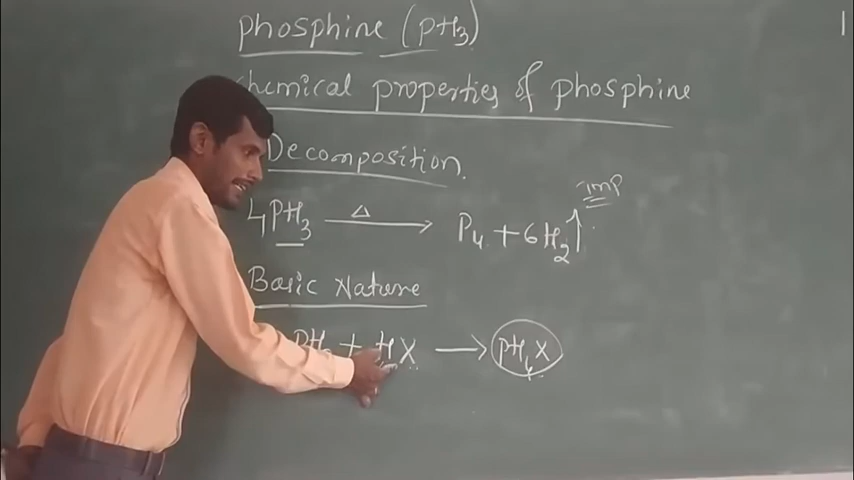 phosphine (pH₃)
chemical properties of phosphine
Decomposition.
imp
4PH₃ —Δ→ P₄ + 6H₂↑
Basic Nature
PH₃ + HX → pH₄X